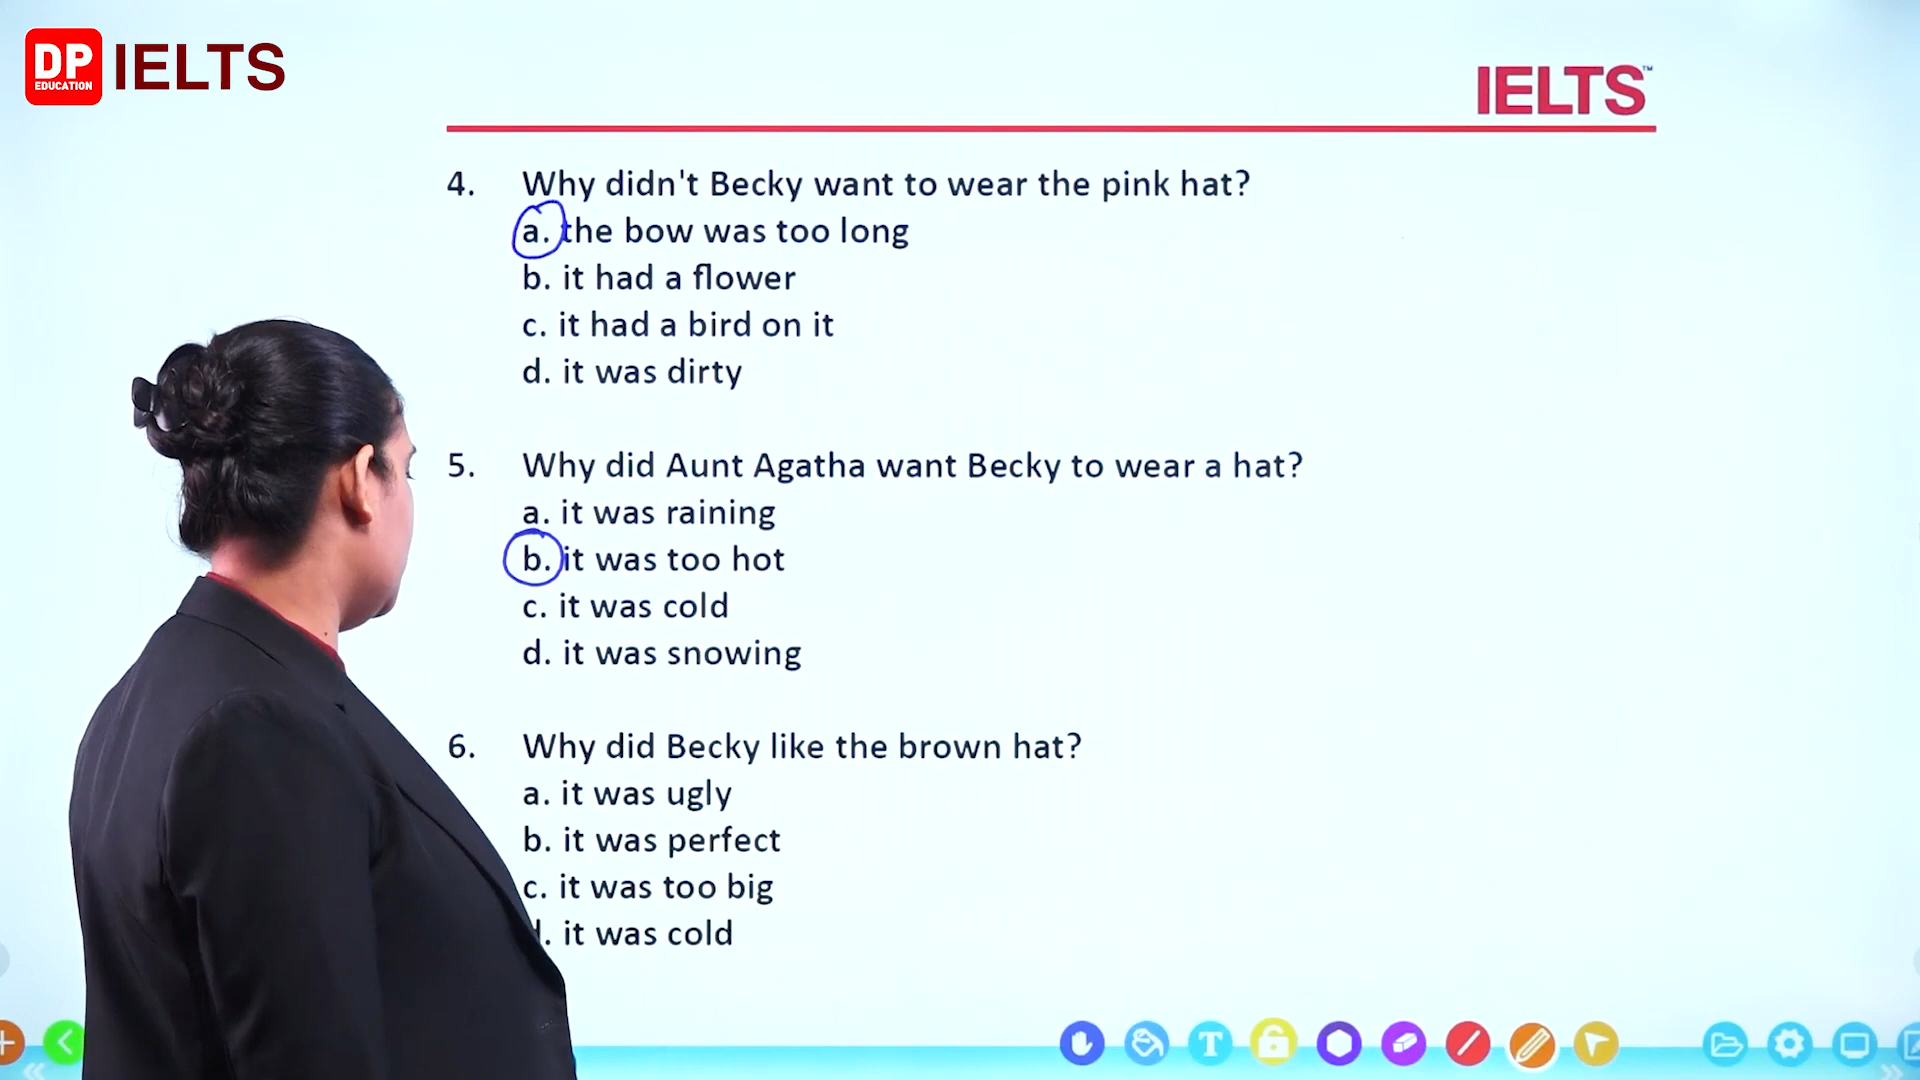 DP
EDUCATION
IELTS
IELTS™
4. Why didn't Becky want to wear the pink hat?
a. the bow was too long
b. it had a flower
c. it had a bird on it
d. it was dirty
5. Why did Aunt Agatha want Becky to wear a hat?
a. it was raining
b. it was too hot
c. it was cold
d. it was snowing
6. Why did Becky like the brown hat?
a. it was ugly
b. it was perfect
c. it was too big
d. it was cold
T